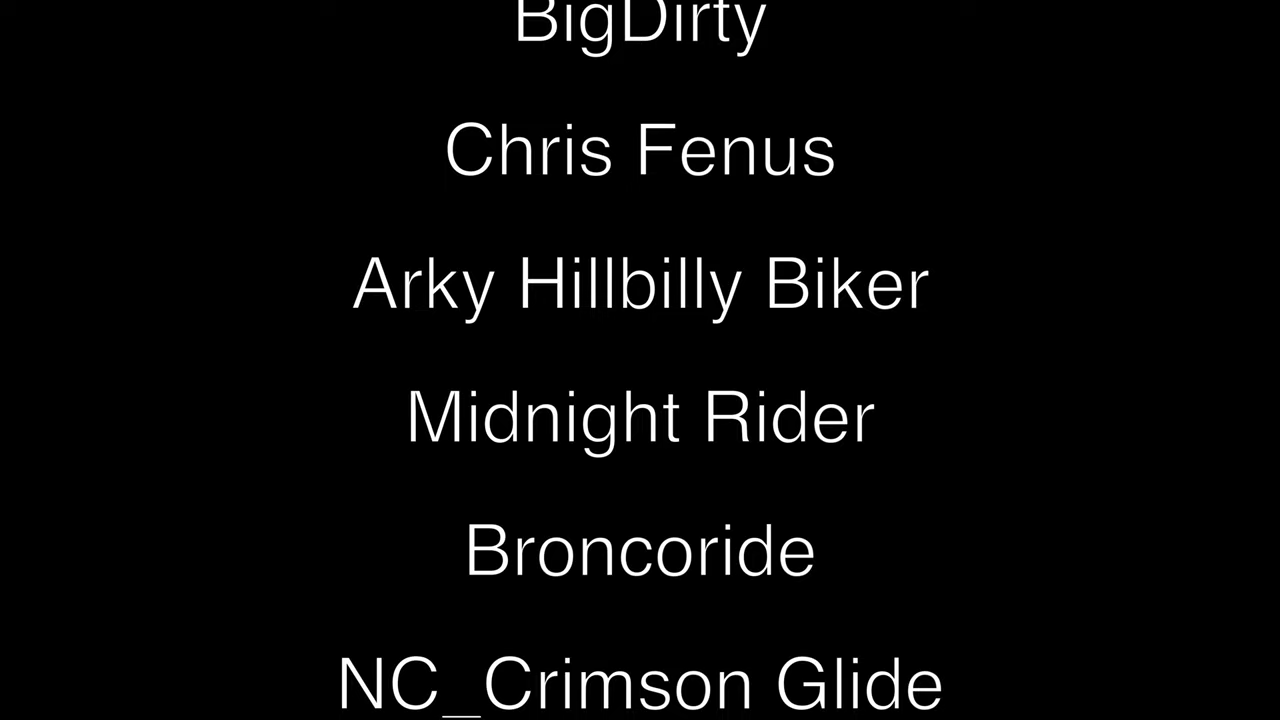 BigDirty
Chris Fenus
Arky Hillbilly Biker
Midnight Rider
Broncoride
NC_Crimson Glide